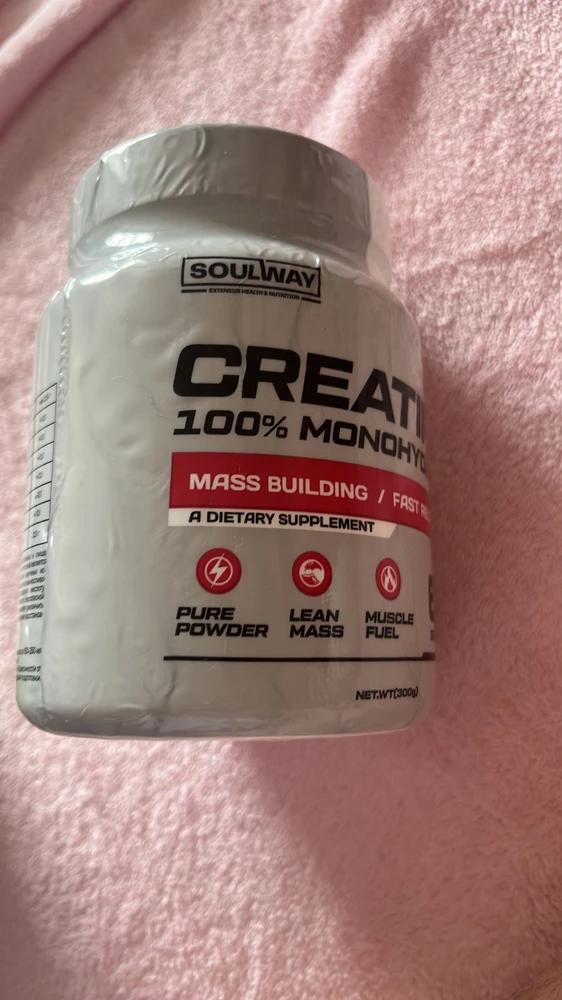 SOULWAY
EXTENSIVE HEALTH & NUTRITION
CREATI
100% MONOHYD
MASS BUILDING / FAST R
A DIETARY SUPPLEMENT
PURE
POWDER
LEAN
MASS
MUSCLE
FUEL
NET.WT(300g)